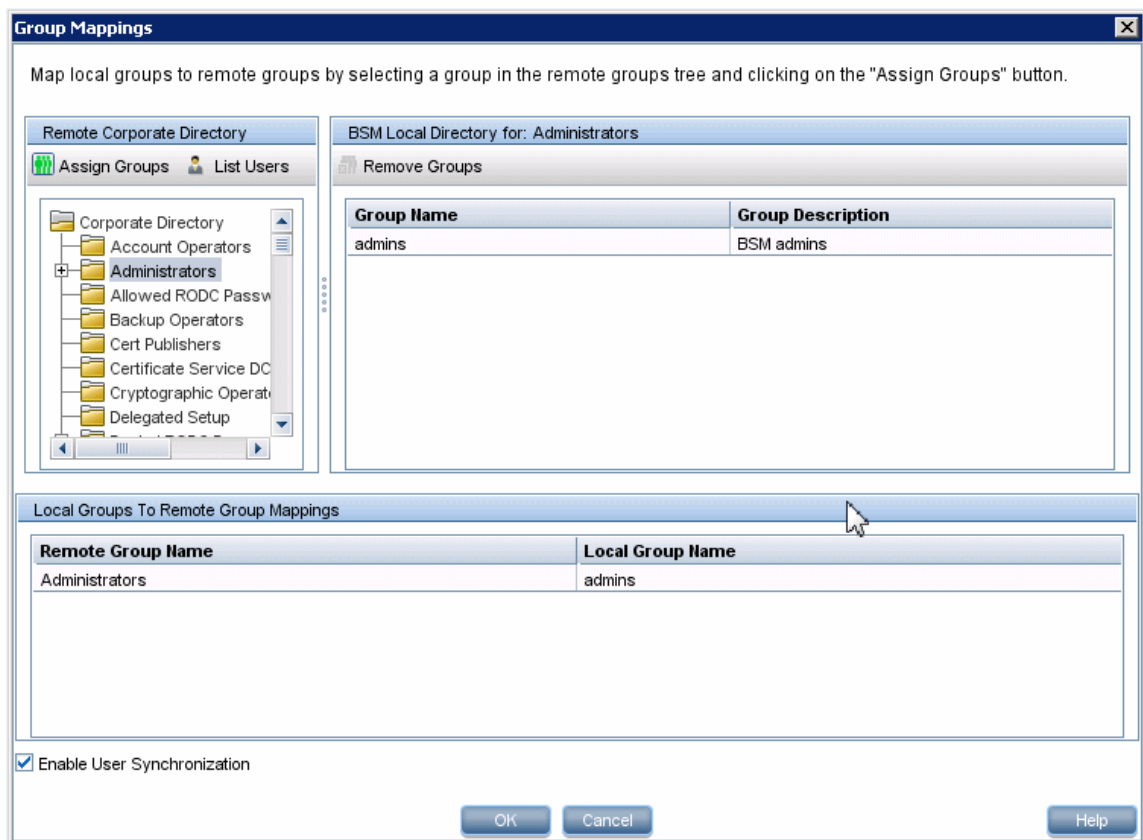 Group Mappings
Map local groups to remote groups by selecting a group in the remote groups tree and clicking on the "Assign Groups" button.
Remote Corporate Directory
Assign Groups List Users
Corporate Directory
Account Operators
Administrators
Allowed RODC Passw
Backup Operators
Cert Publishers
Certificate Service DC
Cryptographic Operat
Delegated Setup
BSM Local Directory for: Administrators
Remove Groups
Group Name Group Description
admins BSM admins
Local Groups To Remote Group Mappings
Remote Group Name Local Group Name
Administrators admins
Enable User Synchronization
OK Cancel Help